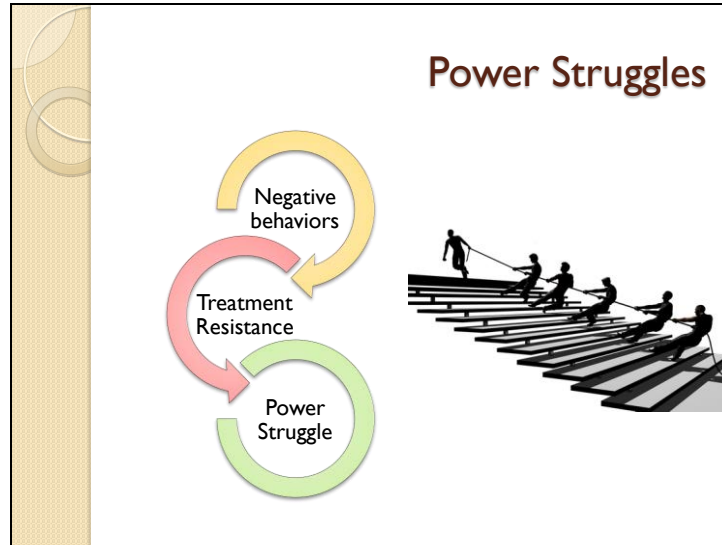 Power Struggles
Negative
behaviors
Treatment
Resistance
Power
Struggle